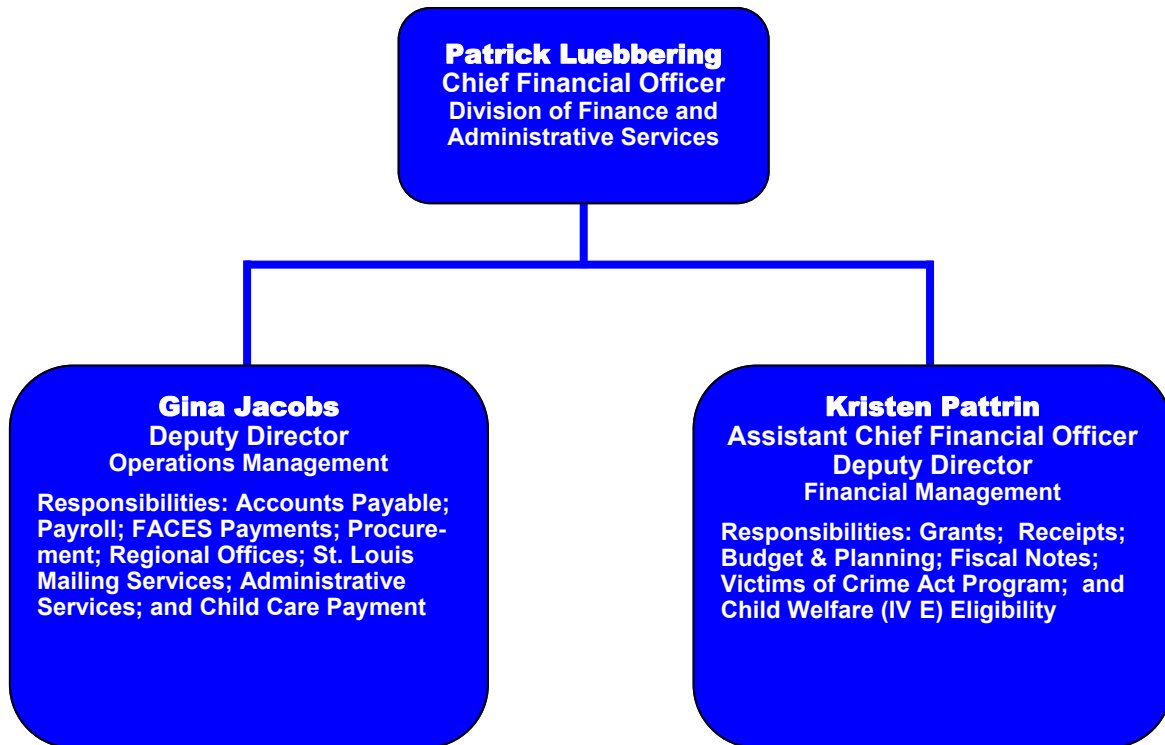 Patrick Luebbering
Chief Financial Officer
Division of Finance and
Administrative Services
Gina Jacobs
Deputy Director
Operations Management
Responsibilities: Accounts Payable;
Payroll; FACES Payments; Procure-
ment; Regional Offices; St. Louis
Mailing Services; Administrative
Services; and Child Care Payment
Kristen Pattrin
Assistant Chief Financial Officer
Deputy Director
Financial Management
Responsibilities: Grants;  Receipts;
Budget & Planning; Fiscal Notes;
Victims of Crime Act Program;  and
Child Welfare (IV E) Eligibility